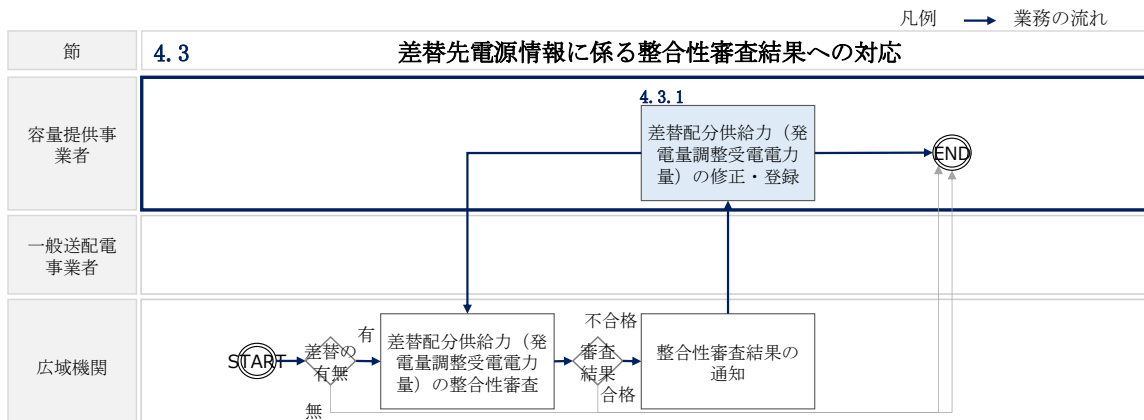 凡例 業務の流れ
節 4.3 差替先電源情報に係る整合性審査結果への対応
容量提供事
業者
4.3.1
差替配分供給力（発
電量調整受電電力
量）の修正・登録
END
一般送配電
事業者
広域機関
START
差替の
有無
有
無
差替配分供給力（発
電量調整受電電力
量）の整合性審査
審査
結果
不合格
合格
整合性審査結果の
通知